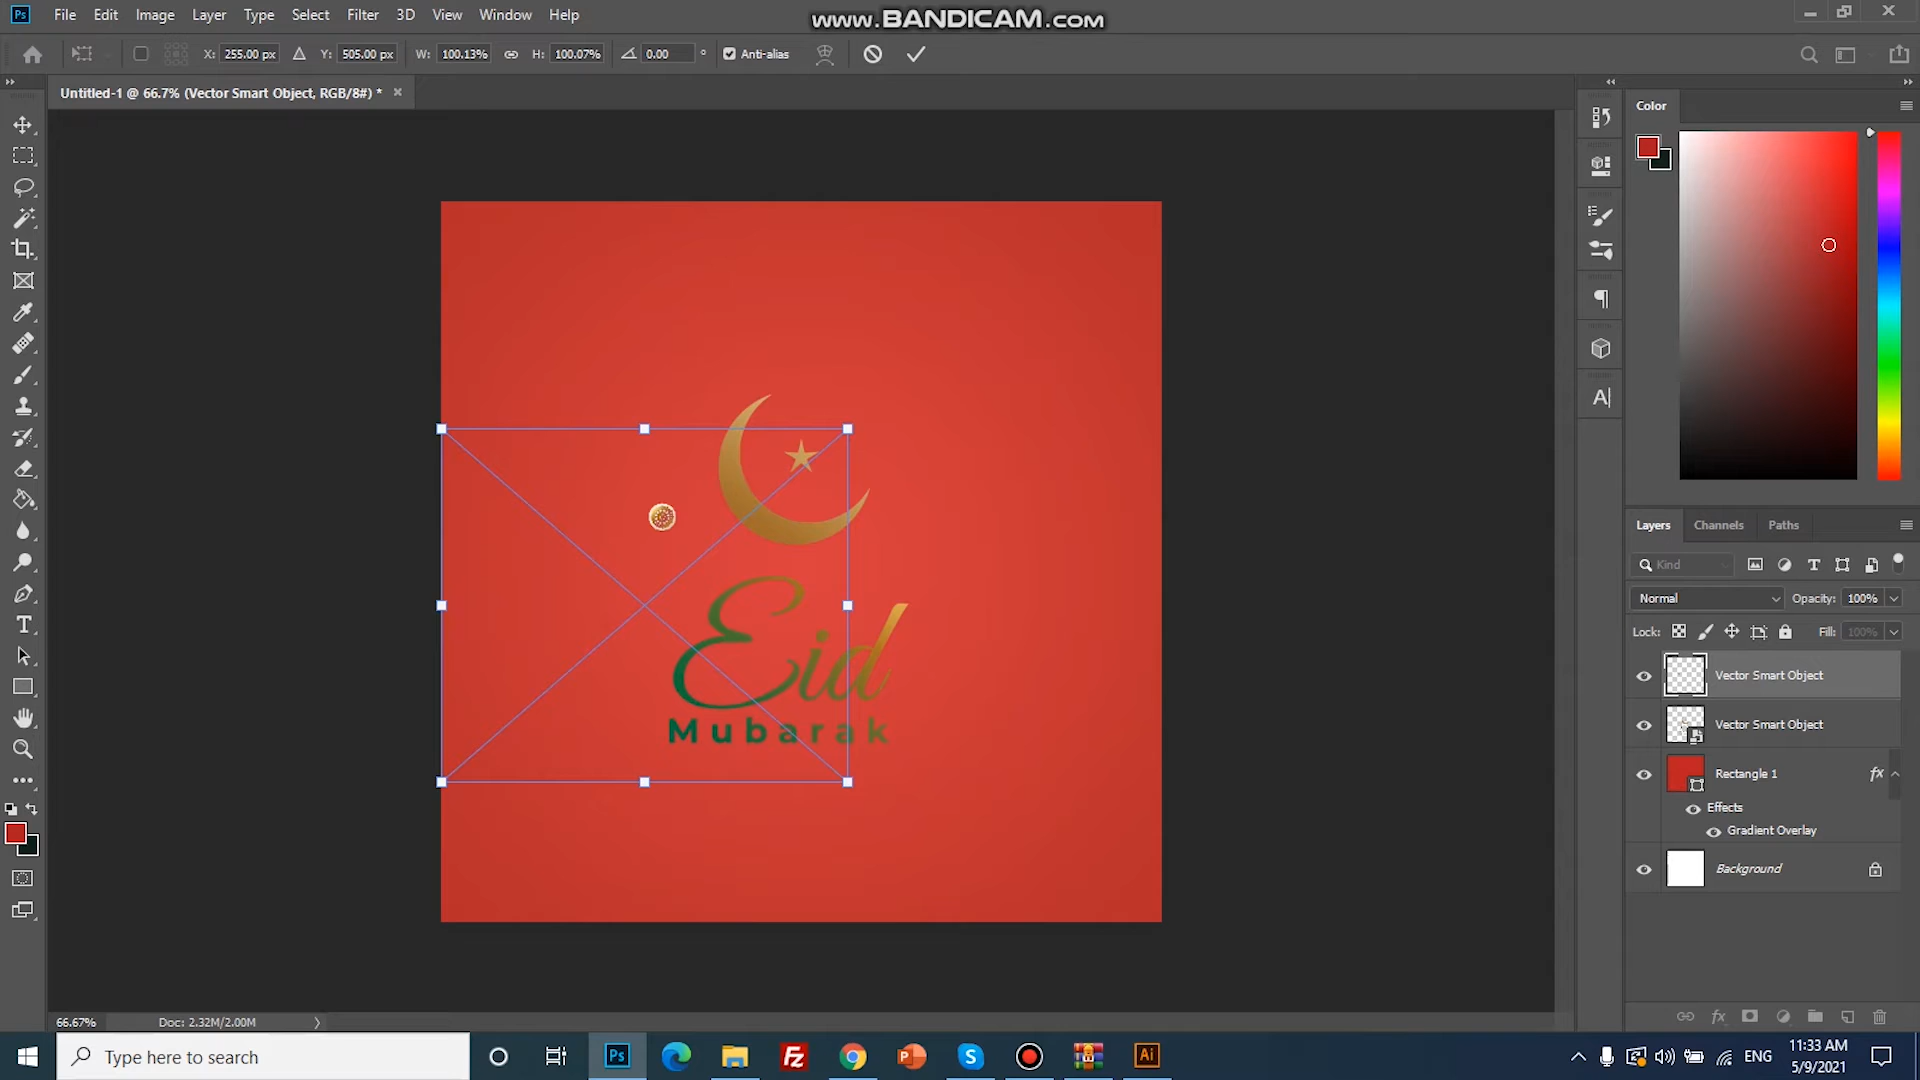 Ps File Edit Image Layer Type Select Filter 3D View Window Help
www.BANDICAM.com
X: 255.00 px Y: 505.00 px W: 100.13% H: 100.07% 0.00 ° Anti-alias
Untitled-1 @ 66.7% (Vector Smart Object, RGB/8#) * ×
Color
Eid
Mubarak
Layers Channels Paths
Kind
Normal Opacity: 100%
Lock: Fill: 100%
Vector Smart Object
Vector Smart Object
Rectangle 1 fx
Effects
Gradient Overlay
Background
66.67% Doc: 2.32M/2.00M
Type here to search
ENG
11:33 AM
5/9/2021